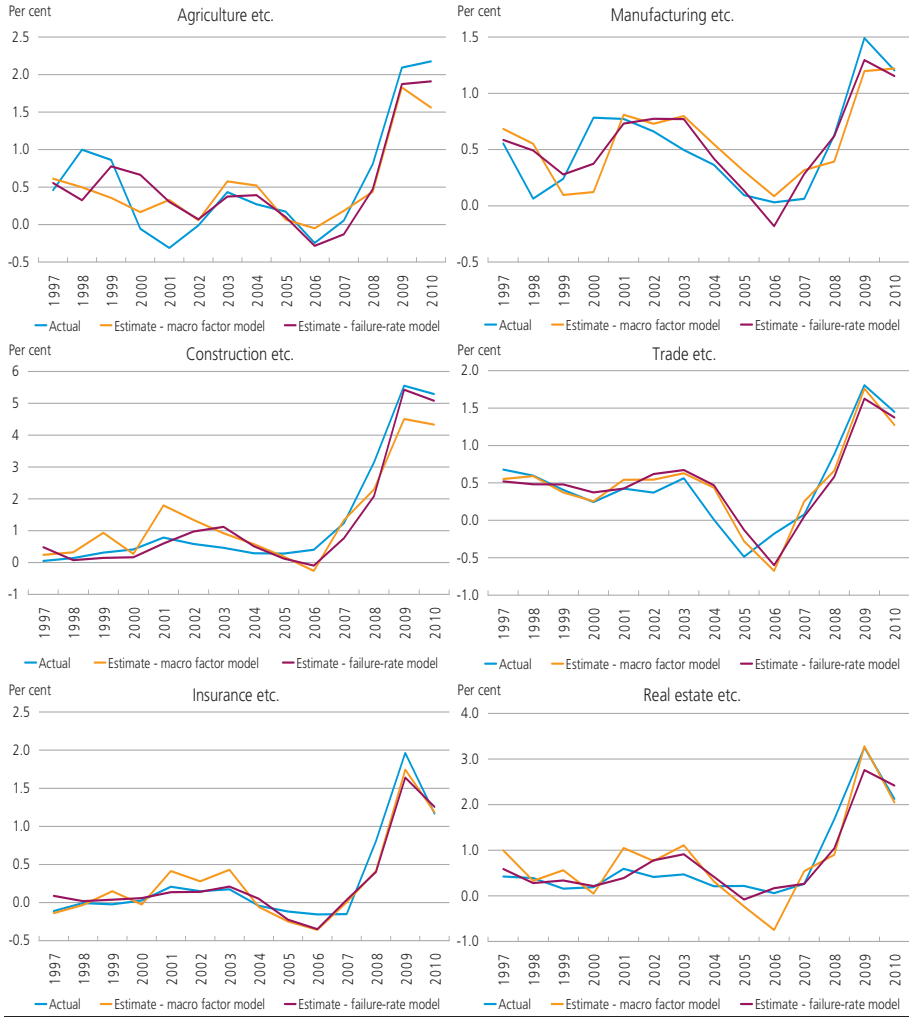 Per cent
Agriculture etc.
2.5
2.0
1.5
1.0
0.5
0.0
-0.5
1997 1998 1999 2000 2001 2002 2003 2004 2005 2006 2007 2008 2009 2010
Actual Estimate - macro factor model Estimate - failure-rate model
Per cent
Manufacturing etc.
1.5
1.0
0.5
0.0
-0.5
1997 1998 1999 2000 2001 2002 2003 2004 2005 2006 2007 2008 2009 2010
Actual Estimate - macro factor model Estimate - failure-rate model
Per cent
Construction etc.
6
5
4
3
2
1
0
-1
1997 1998 1999 2000 2001 2002 2003 2004 2005 2006 2007 2008 2009 2010
Actual Estimate - macro factor model Estimate - failure-rate model
Per cent
Trade etc.
2.0
1.5
1.0
0.5
0.0
-0.5
-1.0
1997 1998 1999 2000 2001 2002 2003 2004 2005 2006 2007 2008 2009 2010
Actual Estimate - macro factor model Estimate - failure-rate model
Per cent
Insurance etc.
2.5
2.0
1.5
1.0
0.5
0.0
-0.5
1997 1998 1999 2000 2001 2002 2003 2004 2005 2006 2007 2008 2009 2010
Actual Estimate - macro factor model Estimate - failure-rate model
Per cent
Real estate etc.
4.0
3.0
2.0
1.0
0.0
-1.0
1997 1998 1999 2000 2001 2002 2003 2004 2005 2006 2007 2008 2009 2010
Actual Estimate - macro factor model Estimate - failure-rate model